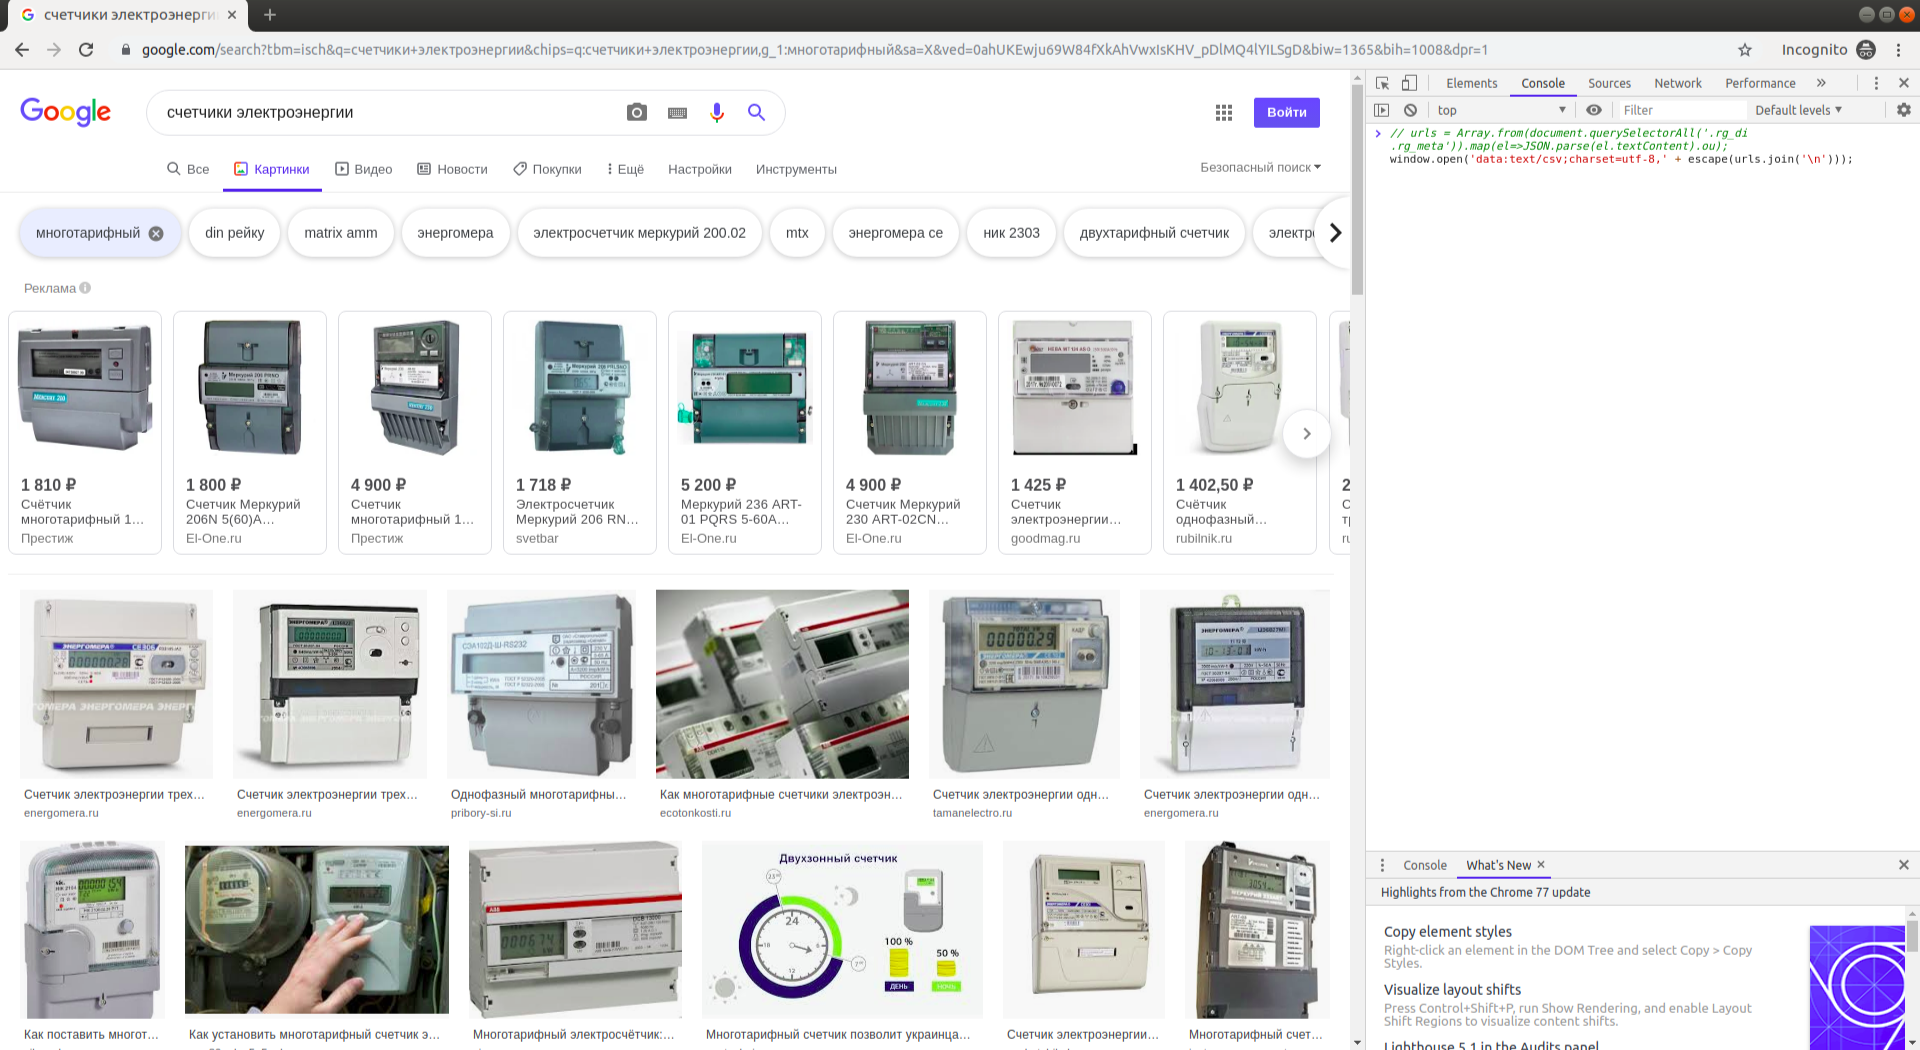 счетчики электроэнерги
google.com/search?tbm=isch&q=счетчики+электроэнергии&chips=q:счетчики+электроэнергии,g_1:многотарифный&sa=X&ved=0ahUKEwju69W84fXkAhVwxIsKHV_pDlMQ4lYILSgD&biw=1365&bih=1008&dpr=1
Incognito
Google
счетчики электроэнергии
Войти
Все Картинки Видео Новости Покупки Ещё Настройки Инструменты
Безопасный поиск
многотарифный din рейку matrix amm энергомера электросчетчик меркурий 200.02 mtx энергомера ce ник 2303 двухтарифный счетчик электро
Реклама
1 810 ₽
Счётчик
многотарифный 1...
Престиж
1 800 ₽
Счетчик Меркурий
206N 5(60)A...
El-One.ru
4 900 ₽
Счетчик
многотарифный 1...
Престиж
1 718 ₽
Электросчетчик
Меркурий 206 RN...
svetbar
5 200 ₽
Меркурий 236 ART-
01 PQRS 5-60A...
El-One.ru
4 900 ₽
Счетчик Меркурий
230 ART-02CN...
El-One.ru
1 425 ₽
Счетчик
электроэнергии...
goodmag.ru
1 402,50 ₽
Счётчик
однофазный...
rubilnik.ru
ЭНЕРГОМЕРА
СЭА102Д-Ш-RS232
ЭНЕРГОМЕРА
Счетчик электроэнергии трех...
energomera.ru
Счетчик электроэнергии трех...
energomera.ru
Однофазный многотарифны...
pribory-si.ru
Как многотарифные счетчики электроэн...
ecotonkosti.ru
Счетчик электроэнергии одн...
tamanelectro.ru
Счетчик электроэнергии одн...
energomera.ru
ABB
Двухзонный счетчик
24
6
12
18
100 %
50 %
ДЕНЬ
НОЧЬ
Как поставить многот...
Как установить многотарифный счетчик э...
Многотарифный электросчётчик:...
Многотарифный счетчик позволит украинца...
Счетчик электроэнергии...
Многотарифный счет...
Elements Console Sources Network Performance
top
Filter
Default levels
// urls = Array.from(document.querySelectorAll('.rg_di
.rg_meta')).map(el=>JSON.parse(el.textContent).ou);
window.open('data:text/csv;charset=utf-8,' + escape(urls.join('\n')));
Console What's New
Highlights from the Chrome 77 update
Copy element styles
Right-click an element in the DOM Tree and select Copy > Copy
Styles.
Visualize layout shifts
Press Control+Shift+P, run Show Rendering, and enable Layout
Shift Regions to visualize content shifts.
Lighthouse 5.1 in the Audits panel